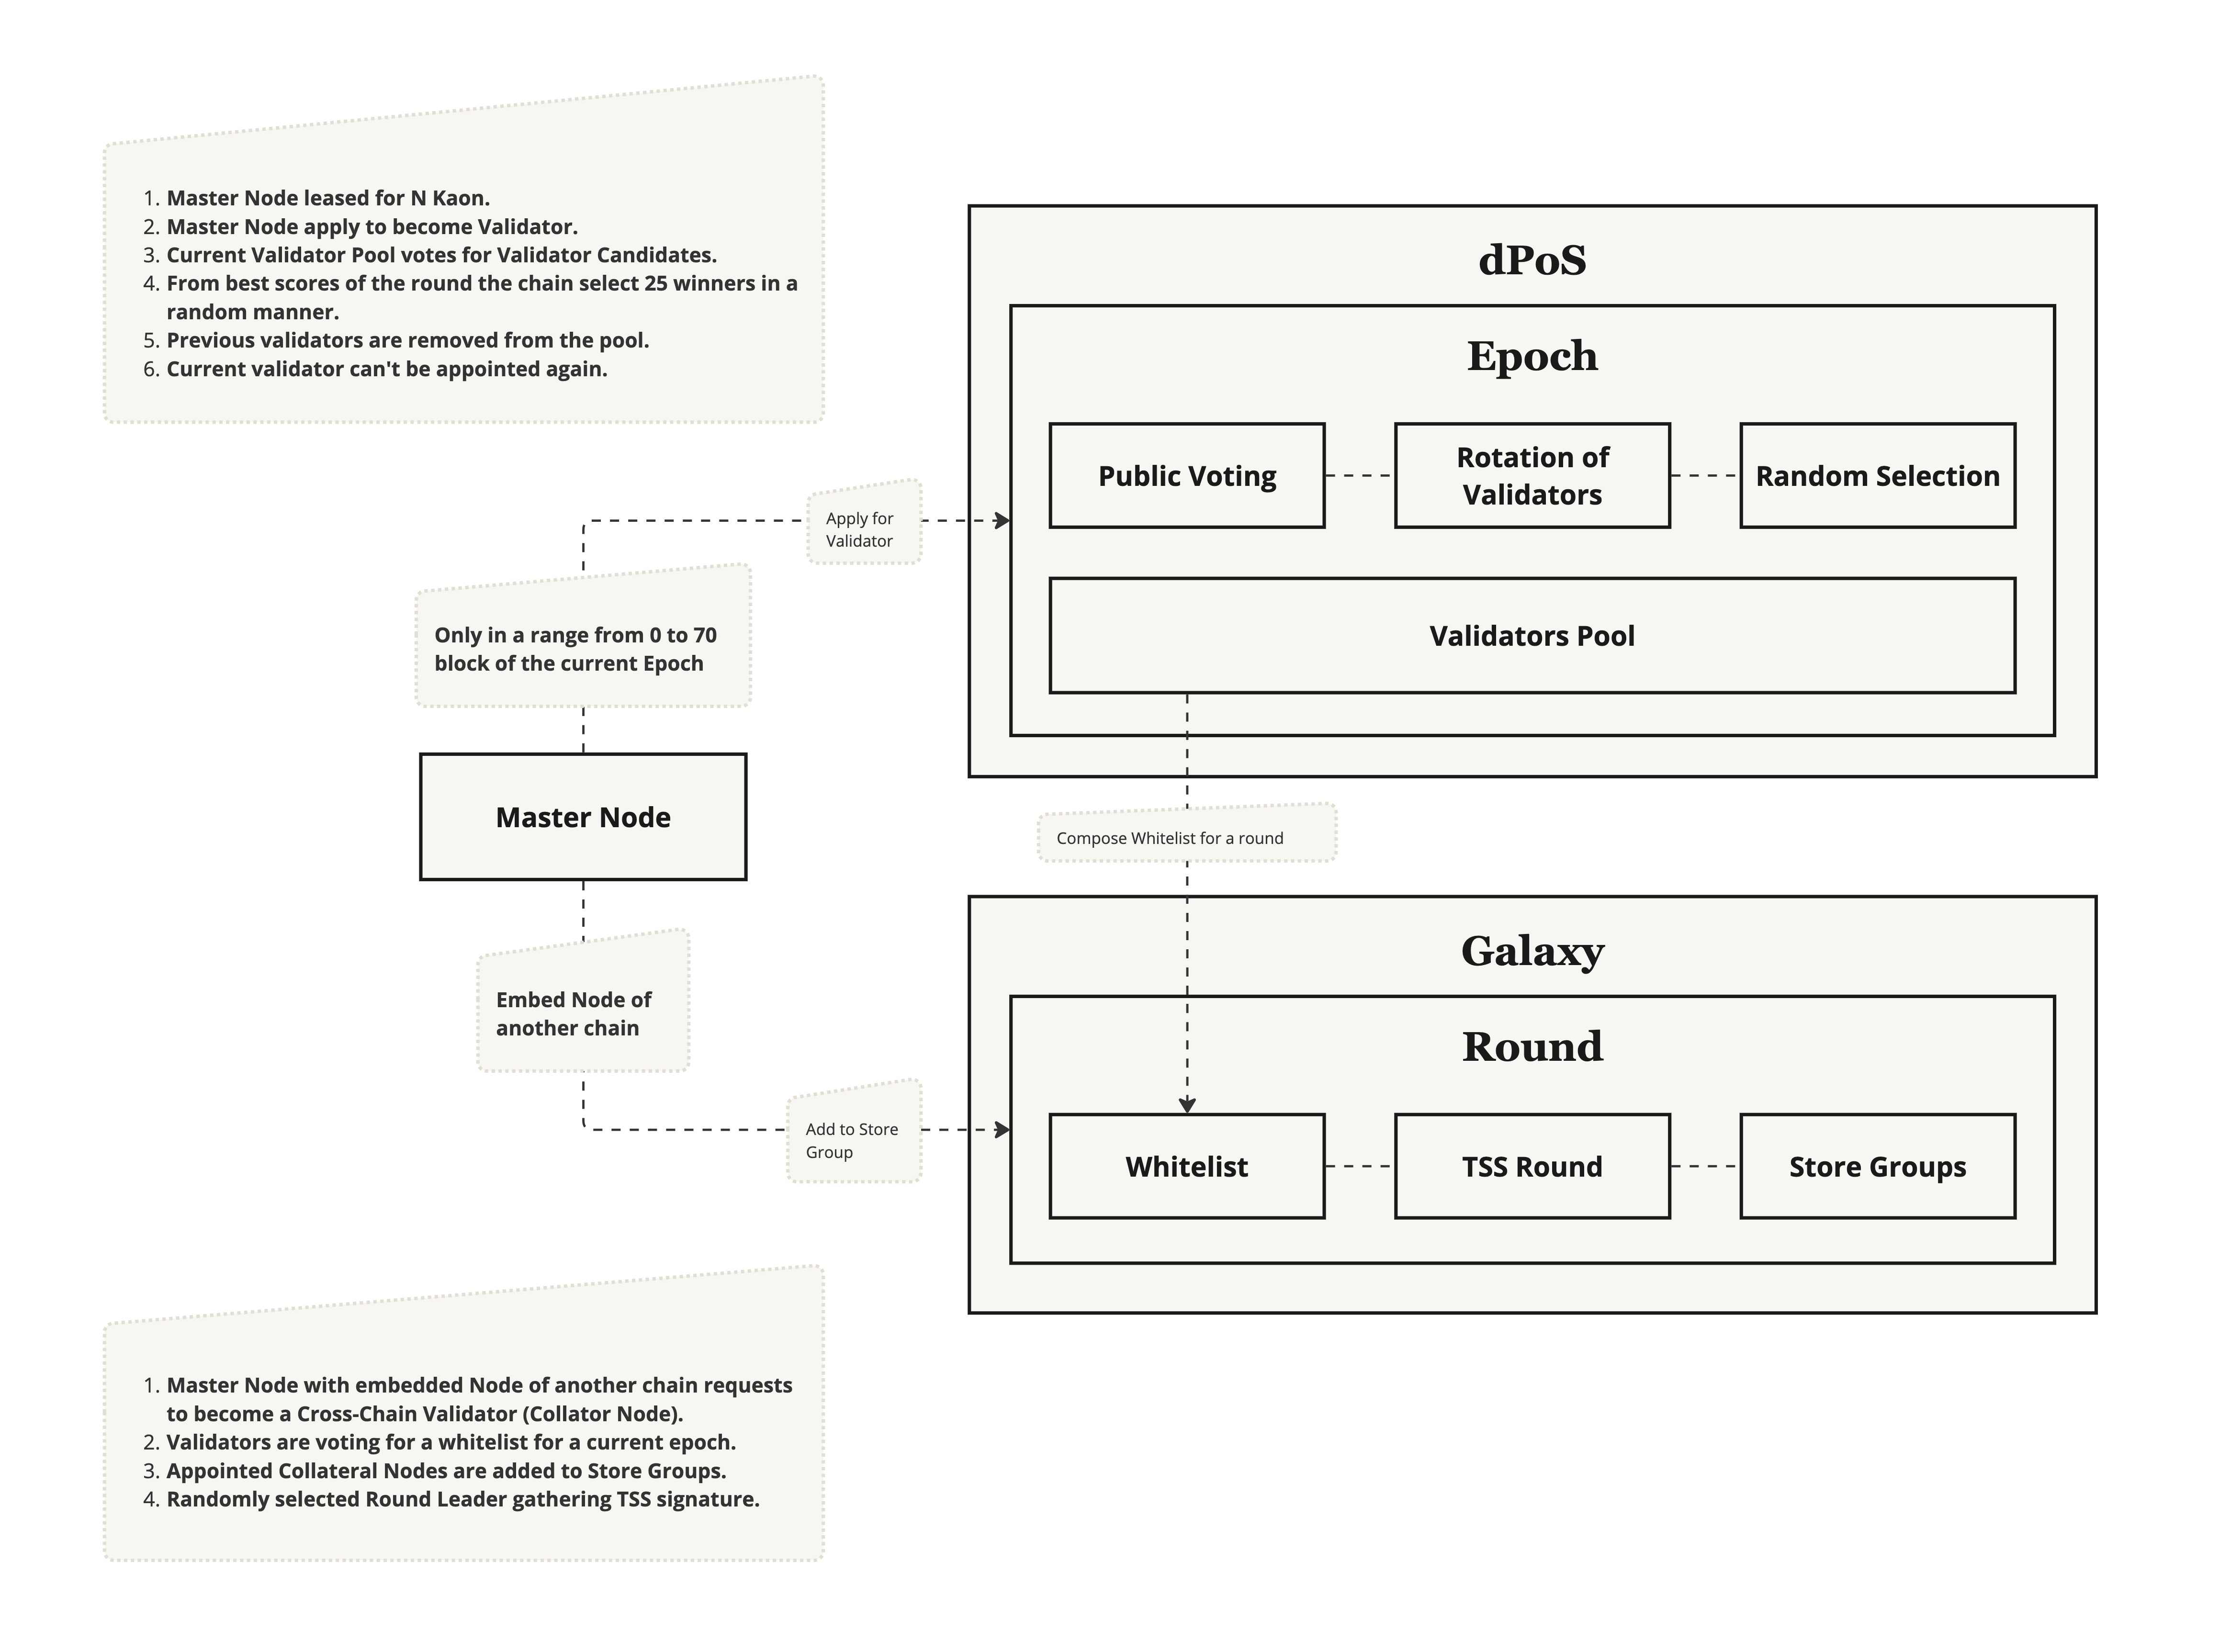 1. Master Node leased for N Kaon.
2. Master Node apply to become Validator.
3. Current Validator Pool votes for Validator Candidates.
4. From best scores of the round the chain select 25 winners in a
random manner.
5. Previous validators are removed from the pool.
6. Current validator can't be appointed again.
dPoS
Epoch
Public Voting
Rotation of
Validators
Random Selection
Validators Pool
Apply for
Validator
Only in a range from 0 to 70
block of the current Epoch
Master Node
Compose Whitelist for a round
Embed Node of
another chain
Add to Store
Group
Galaxy
Round
Whitelist
TSS Round
Store Groups
1. Master Node with embedded Node of another chain requests
to become a Cross-Chain Validator (Collator Node).
2. Validators are voting for a whitelist for a current epoch.
3. Appointed Collateral Nodes are added to Store Groups.
4. Randomly selected Round Leader gathering TSS signature.